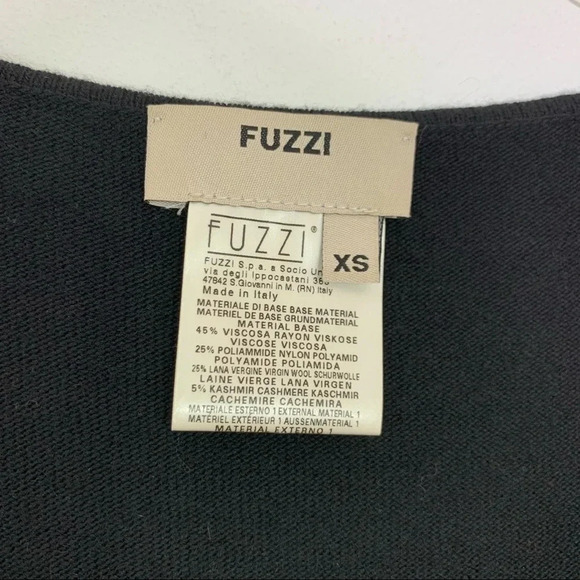 FUZZI
FUZZI®
XS
FUZZI S.p.a. a Socio
via degli Ippocastani
47842 S.Giovanni in M. (RN) Italy
Made in Italy
MATERIALE DI BASE BASE MATERIAL
MATERIEL DE BASE GRUNDMATERIAL
MATERIAL BASE
45% VISCOSA RAYON VISKOSE
VISCOSE VISCOSA
25% POLIAMMIDE NYLON POLYAMID
POLYAMIDE POLIAMIDA
25% LANA VERGINE VIRGIN WOOL SCHURWOLLE
LAINE VIERGE LANA VIRGEN
5% KASHMIR CASHMERE KASCHMIR
CACHEMIRE CACHEMIRA
MATERIALE ESTERNO 1 EXTERNAL MATERIAL 1
MATERIEL EXTÉRIEUR 1 AUSSENMATERIAL 1
MATERIAL EXTERNO 1